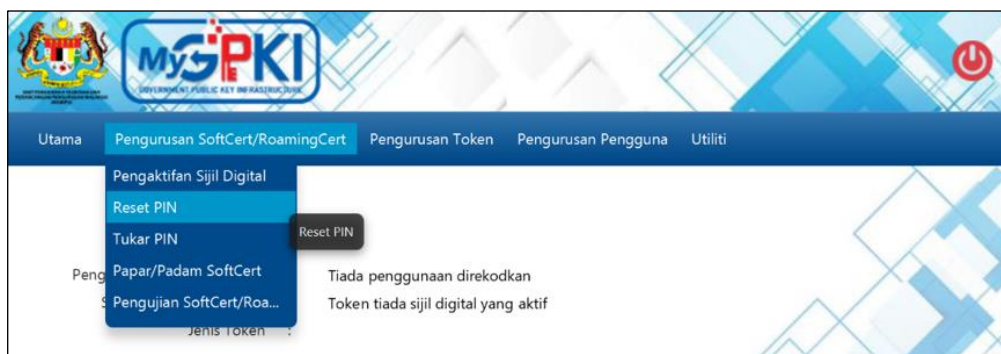 MyGPKI
GOVERNMENT PUBLIC KEY INFRASTRUCTURE
Utama Pengurusan SoftCert/RoamingCert Pengurusan Token Pengurusan Pengguna Utiliti
Pengaktifan Sijil Digital
Reset PIN
Reset PIN
Tukar PIN
Peng Papar/Padam SoftCert Tiada penggunaan direkodkan
Pengujian SoftCert/Roa... Token tiada sijil digital yang aktif
Jenis Token :